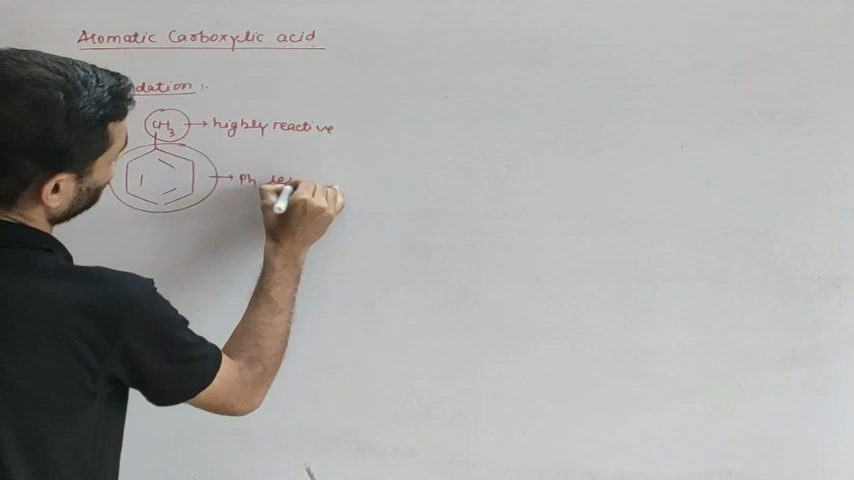 Aromatic Carboxylic acid
dation :-
CH3 → highly reactive
→ Ph